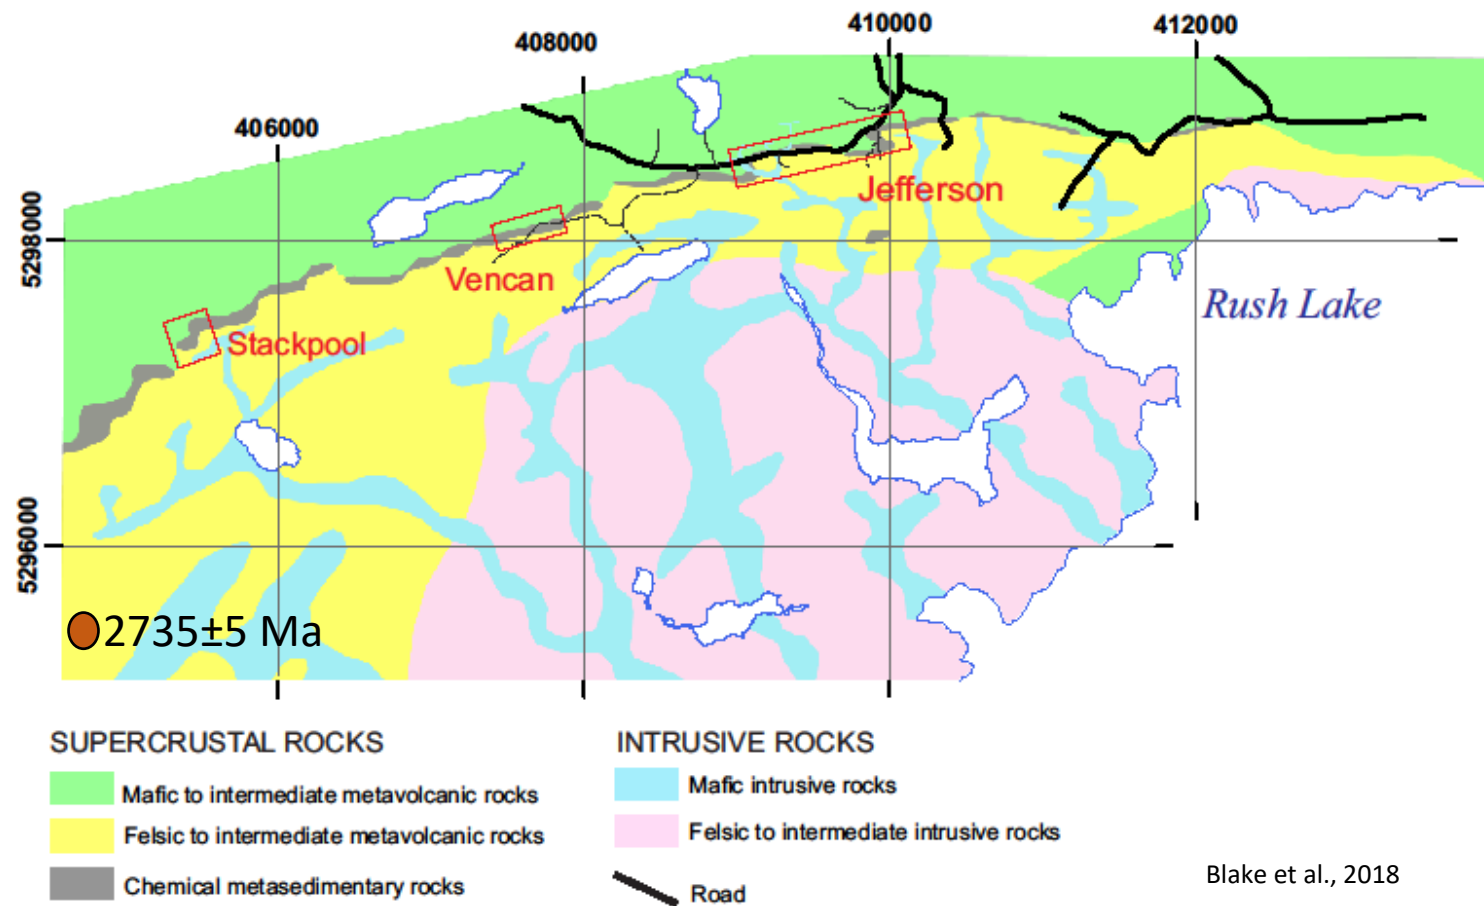 410000
412000
408000
406000
5298000
Jefferson
Vencan
Rush Lake
Stackpool
5296000
2735±5 Ma
SUPERCRUSTAL ROCKS
Mafic to intermediate metavolcanic rocks
Felsic to intermediate metavolcanic rocks
Chemical metasedimentary rocks
INTRUSIVE ROCKS
Mafic intrusive rocks
Felsic to intermediate intrusive rocks
Road
Blake et al., 2018